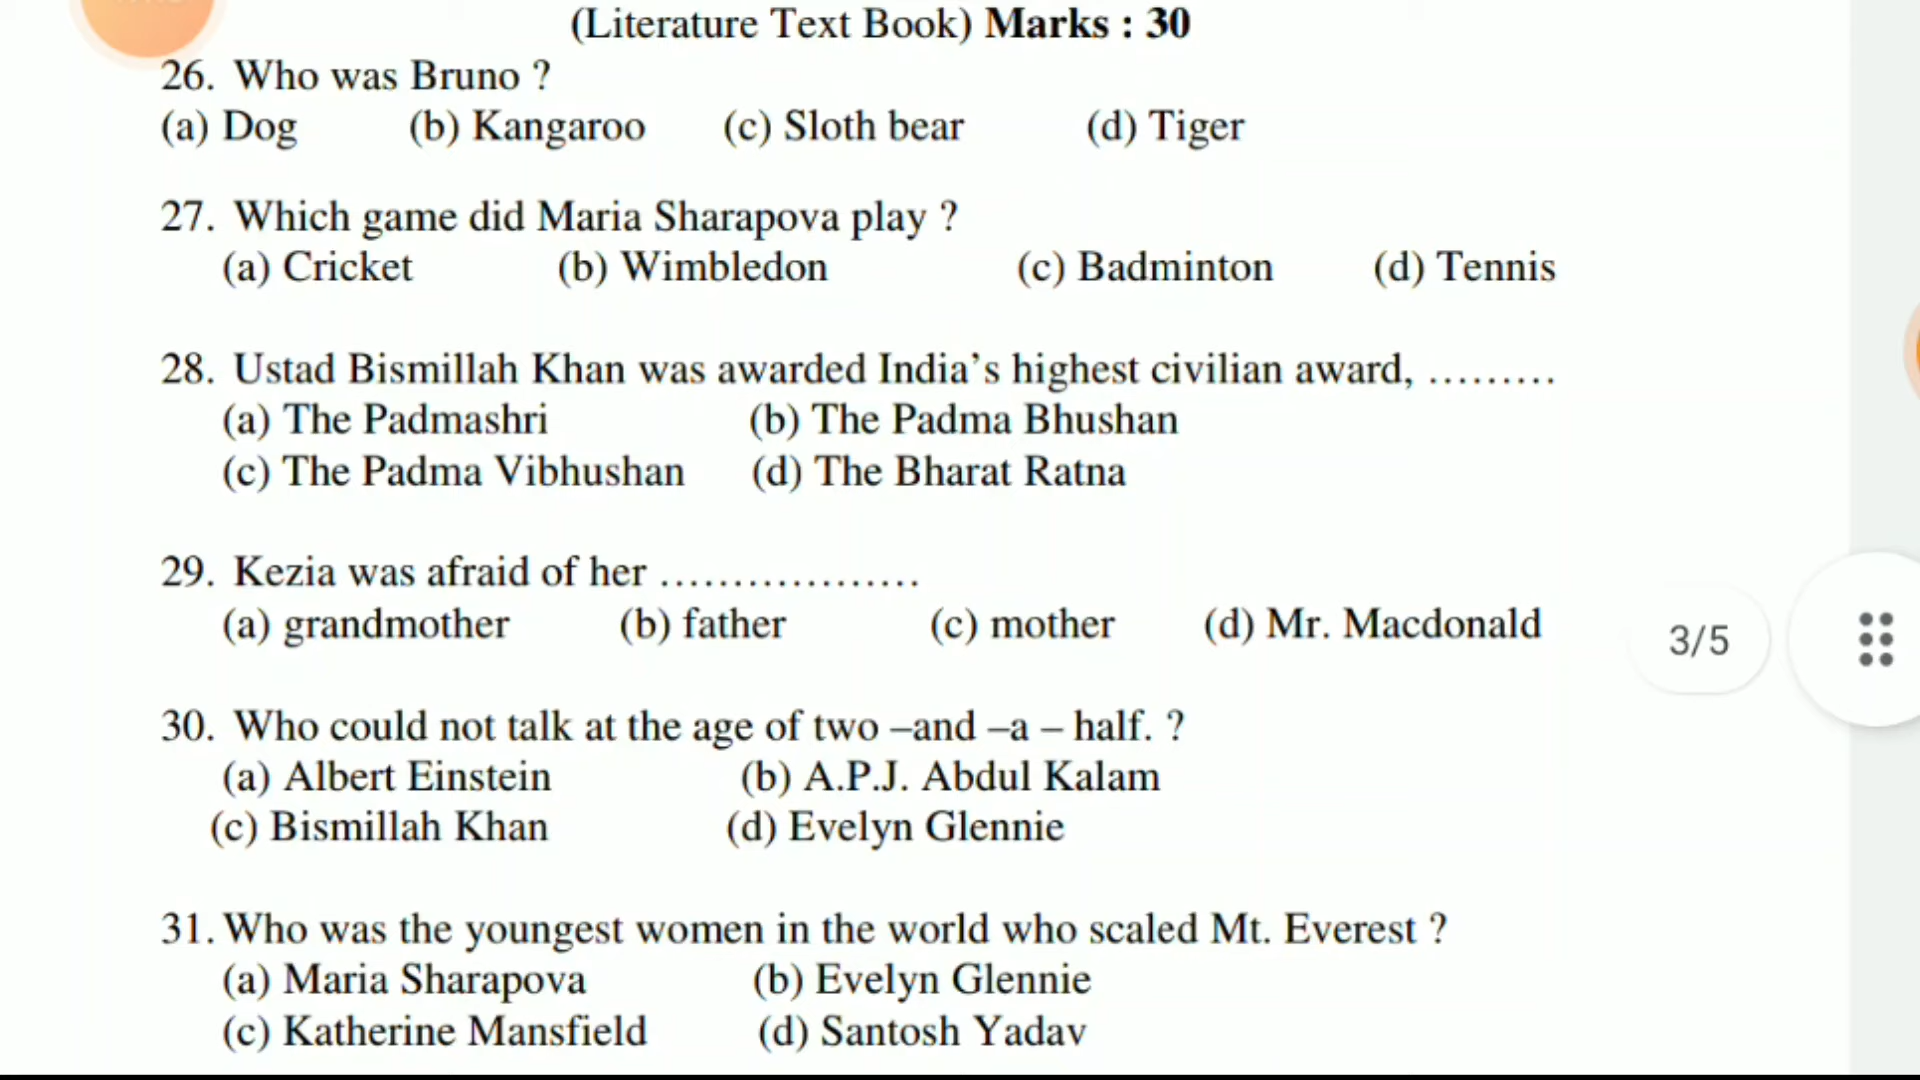 (Literature Text Book) Marks : 30
26. Who was Bruno ?
(a) Dog (b) Kangaroo (c) Sloth bear (d) Tiger
27. Which game did Maria Sharapova play ?
(a) Cricket (b) Wimbledon (c) Badminton (d) Tennis
28. Ustad Bismillah Khan was awarded India’s highest civilian award, .........
(a) The Padmashri (b) The Padma Bhushan
(c) The Padma Vibhushan (d) The Bharat Ratna
29. Kezia was afraid of her ..................
(a) grandmother (b) father (c) mother (d) Mr. Macdonald
3/5
30. Who could not talk at the age of two –and –a – half. ?
(a) Albert Einstein (b) A.P.J. Abdul Kalam
(c) Bismillah Khan (d) Evelyn Glennie
31. Who was the youngest women in the world who scaled Mt. Everest ?
(a) Maria Sharapova (b) Evelyn Glennie
(c) Katherine Mansfield (d) Santosh Yadav